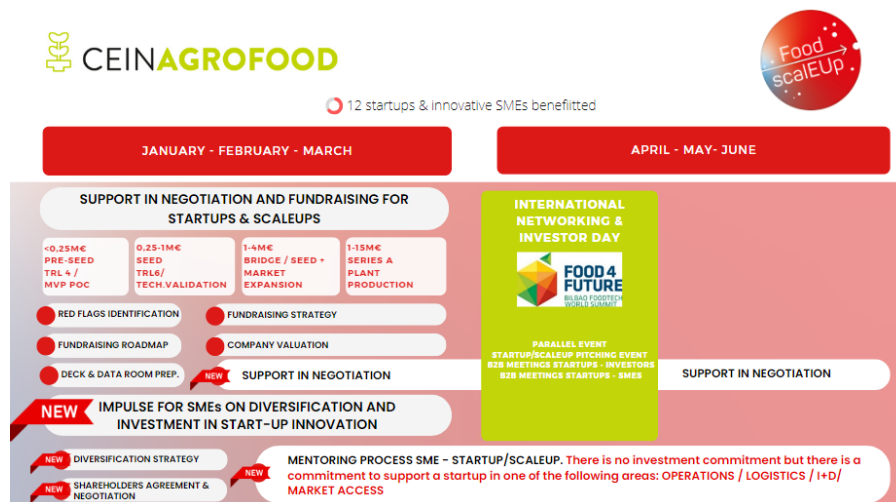 CEINAGROFOOD
Food
scalEUp
12 startups & innovative SMEs benefiitted
JANUARY - FEBRUARY - MARCH
APRIL - MAY- JUNE
SUPPORT IN NEGOTIATION AND FUNDRAISING FOR
STARTUPS & SCALEUPS
<0,25M€
PRE-SEED
TRL 4 /
MVP POC
0,25-1M€
SEED
TRL6/
TECH.VALIDATION
1-4M€
BRIDGE / SEED +
MARKET
EXPANSION
1-15M€
SERIES A
PLANT
PRODUCTION
RED FLAGS IDENTIFICATION
FUNDRAISING STRATEGY
FUNDRAISING ROADMAP
COMPANY VALUATION
DECK & DATA ROOM PREP.
NEW
SUPPORT IN NEGOTIATION
INTERNATIONAL
NETWORKING &
INVESTOR DAY
FOOD 4
FUTURE
BILBAO FOODTECH
WORLD SUMMIT
PARALLEL EVENT
STARTUP/SCALEUP PITCHING EVENT
B2B MEETINGS STARTUPS - INVESTORS
B2B MEETINGS STARTUPS - SMES
SUPPORT IN NEGOTIATION
NEW
IMPULSE FOR SMEs ON DIVERSIFICATION AND
INVESTMENT IN START-UP INNOVATION
NEW
DIVERSIFICATION STRATEGY
NEW
SHAREHOLDERS AGREEMENT &
NEGOTIATION
NEW
MENTORING PROCESS SME - STARTUP/SCALEUP. There is no investment commitment but there is a
commitment to support a startup in one of the following areas: OPERATIONS / LOGISTICS / I+D/
MARKET ACCESS